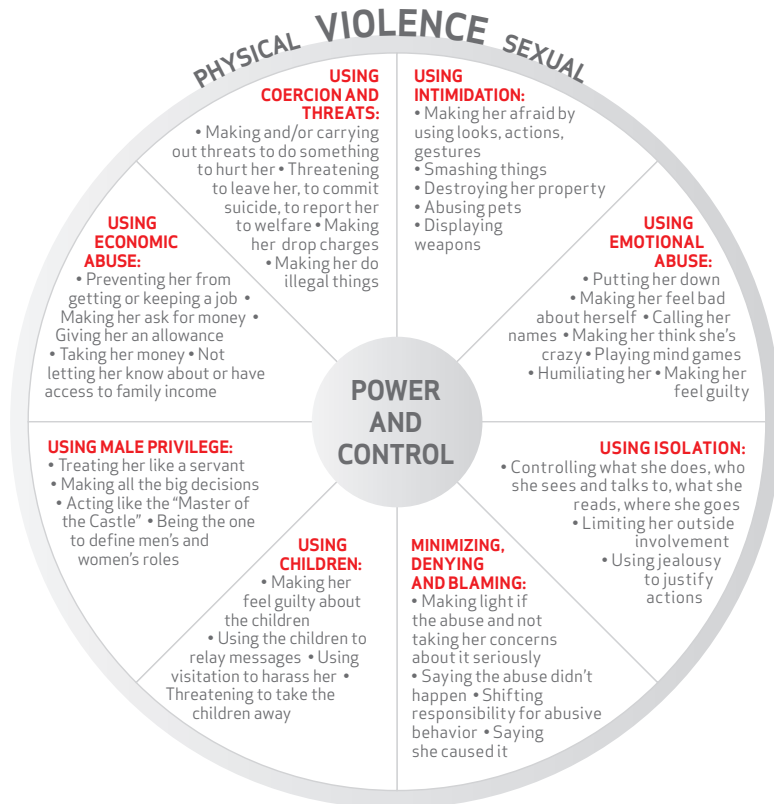 PHYSICAL VIOLENCE SEXUAL
USING
COERCION AND
THREATS:
• Making and/or carrying
out threats to do something
to hurt her • Threatening
to leave her, to commit
suicide, to report her
to welfare • Making
her drop charges
• Making her do
illegal things
USING
INTIMIDATION:
• Making her afraid by
using looks, actions,
gestures
• Smashing things
• Destroying her property
• Abusing pets
• Displaying
weapons
USING
EMOTIONAL
ABUSE:
• Putting her down
• Making her feel bad
about herself • Calling her
names • Making her think she's
crazy • Playing mind games
• Humiliating her • Making her
feel guilty
USING ISOLATION:
• Controlling what she does, who
she sees and talks to, what she
reads, where she goes
• Limiting her outside
involvement
• Using jealousy
to justify
actions
MINIMIZING,
DENYING
AND BLAMING:
• Making light if
the abuse and not
taking her concerns
about it seriously
• Saying the abuse didn't
happen • Shifting
responsibility for abusive
behavior • Saying
she caused it
USING
CHILDREN:
• Making her
feel guilty about
the children
• Using the children to
relay messages • Using
visitation to harass her •
Threatening to take the
children away
USING MALE PRIVILEGE:
• Treating her like a servant
• Making all the big decisions
• Acting like the “Master of
the Castle” • Being the one
to define men's and
women's roles
USING
ECONOMIC
ABUSE:
• Preventing her from
getting or keeping a job •
Making her ask for money •
Giving her an allowance
• Taking her money • Not
letting her know about or have
access to family income
POWER
AND
CONTROL